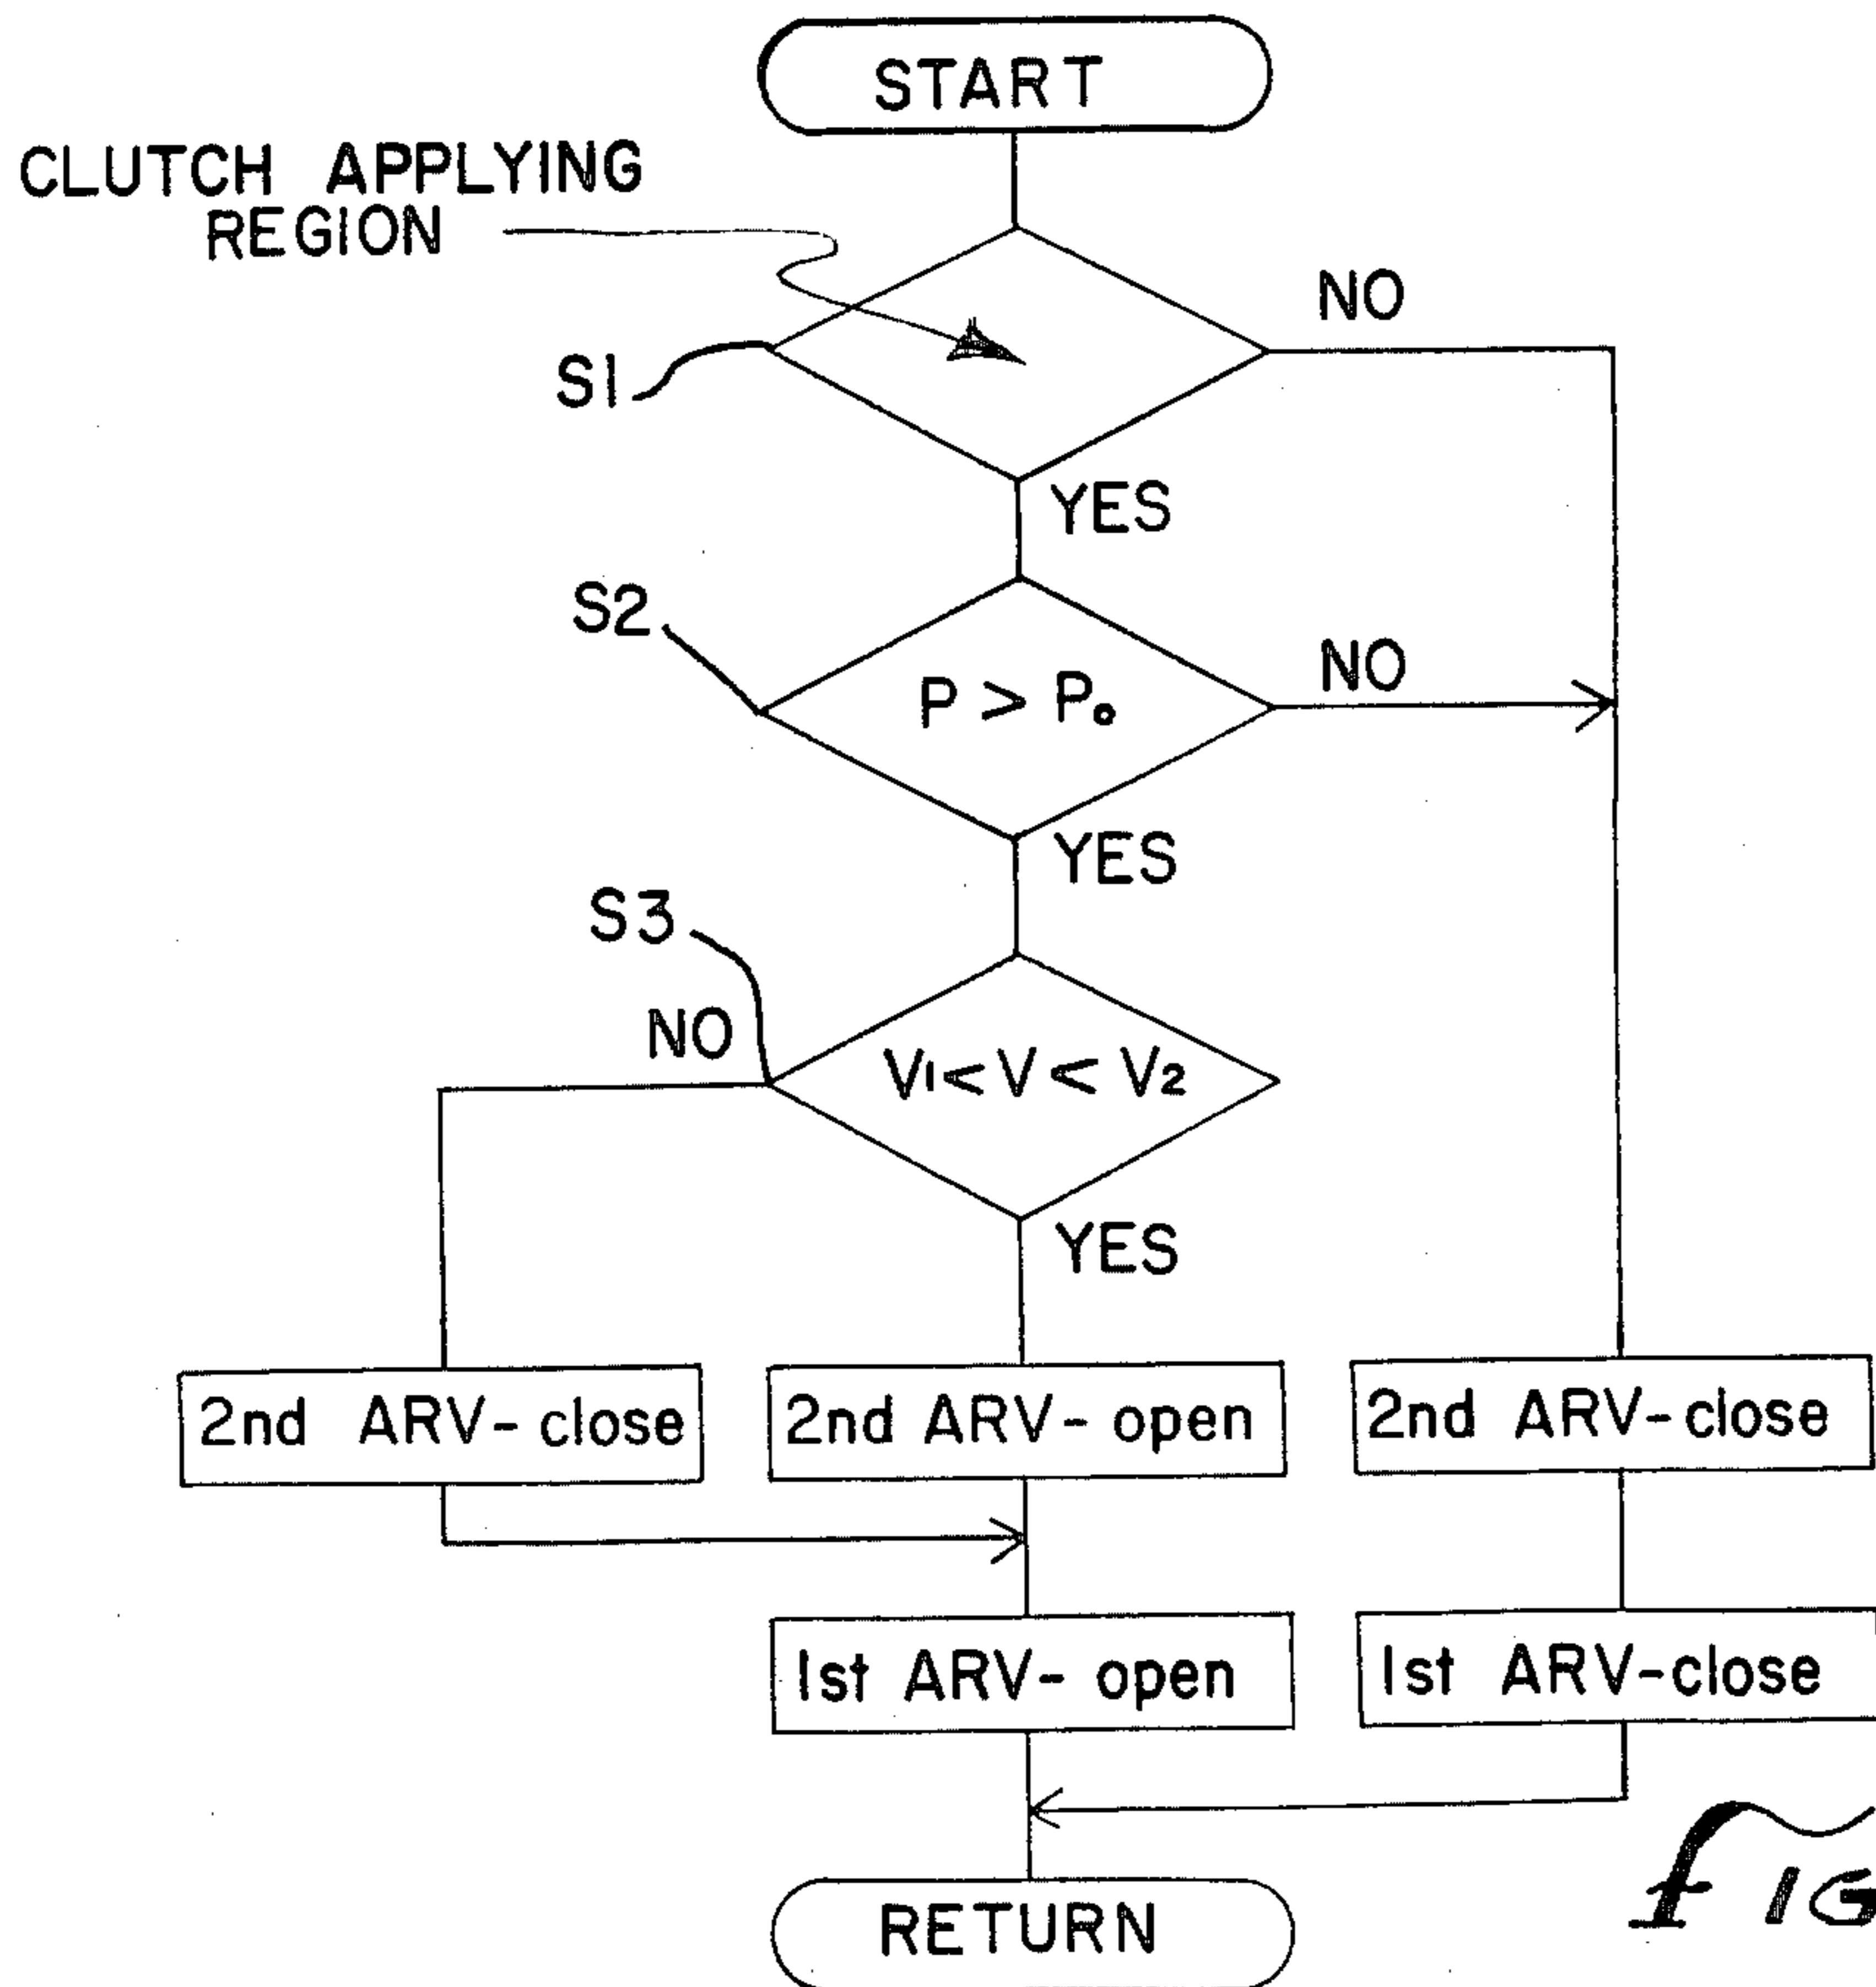 START
CLUTCH APPLYING
REGION
NO
S1
YES
S2
P > P₀
NO
YES
S3
NO
V₁ < V < V₂
YES
2nd ARV-close
2nd ARV-open
2nd ARV-close
1st ARV-open
1st ARV-close
RETURN
FIG